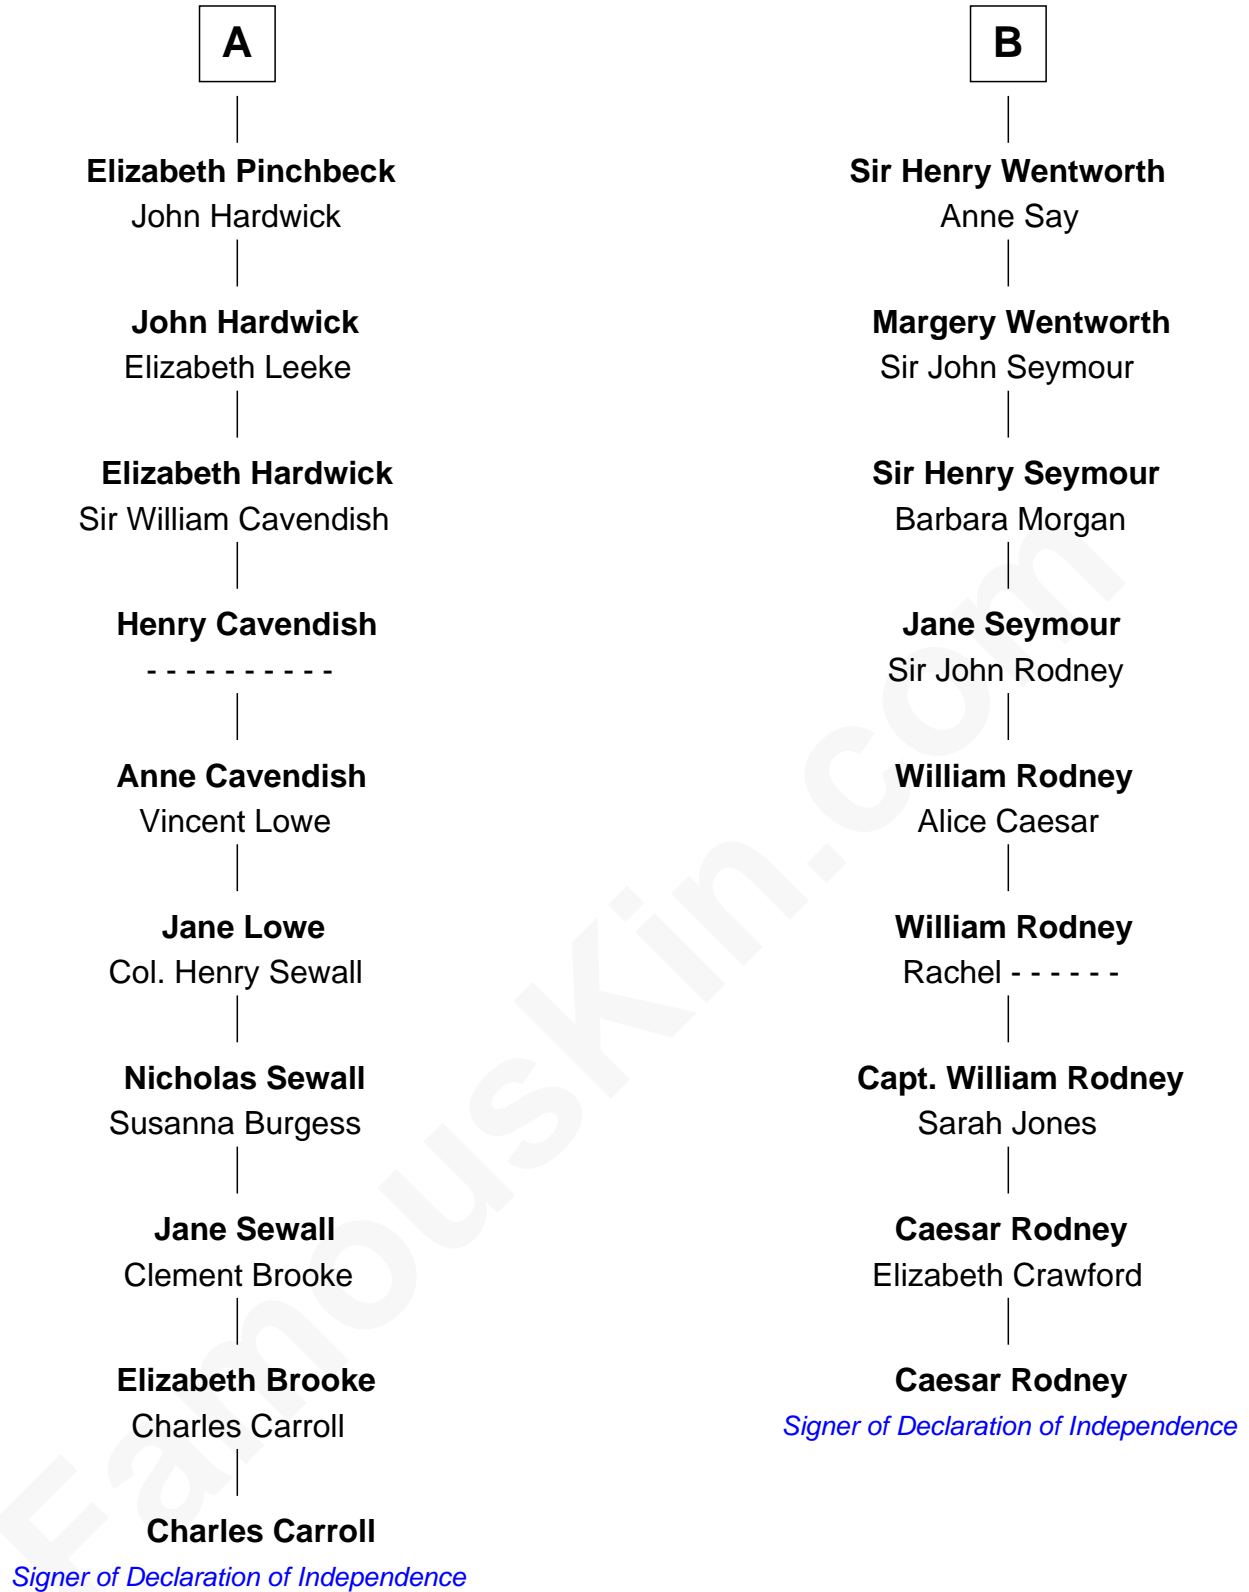 A
Elizabeth Pinchbeck
John Hardwick
John Hardwick
Elizabeth Leeke
Elizabeth Hardwick
Sir William Cavendish
Henry Cavendish
- - - - - - - - - -
Anne Cavendish
Vincent Lowe
Jane Lowe
Col. Henry Sewall
Nicholas Sewall
Susanna Burgess
Jane Sewall
Clement Brooke
Elizabeth Brooke
Charles Carroll
Charles Carroll
Signer of Declaration of Independence
B
Sir Henry Wentworth
Anne Say
Margery Wentworth
Sir John Seymour
Sir Henry Seymour
Barbara Morgan
Jane Seymour
Sir John Rodney
William Rodney
Alice Caesar
William Rodney
Rachel - - - - - -
Capt. William Rodney
Sarah Jones
Caesar Rodney
Elizabeth Crawford
Caesar Rodney
Signer of Declaration of Independence
FamousKin.com